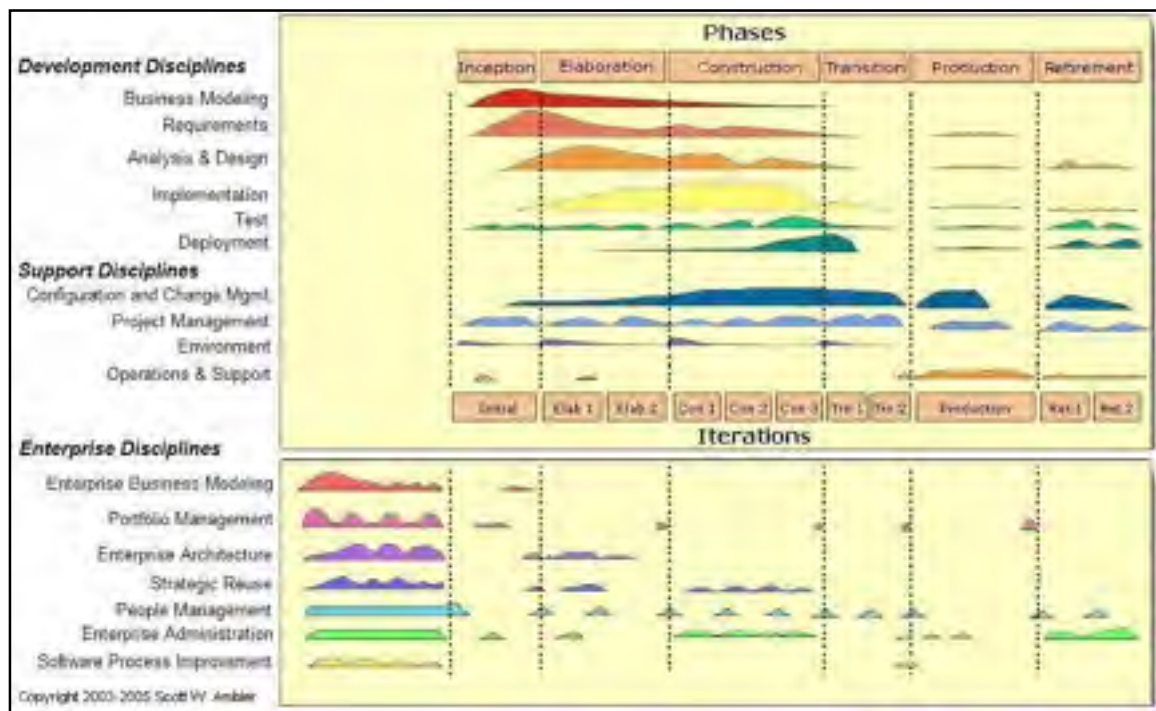 Phases
Development Disciplines
Inception Elaboration Construction Transition Production Retirement
Business Modeling
Requirements
Analysis & Design
Implementation
Test
Deployment
Support Disciplines
Configuration and Change Mgmt.
Project Management
Environment
Operations & Support
Initial Elab 1 Elab 2 Con 1 Con 2 Con 3 Trn 1 Trn 2 Production Ret 1 Ret 2
Iterations
Enterprise Disciplines
Enterprise Business Modeling
Portfolio Management
Enterprise Architecture
Strategic Reuse
People Management
Enterprise Administration
Software Process Improvement
Copyright 2003-2005 Scott W. Ambler